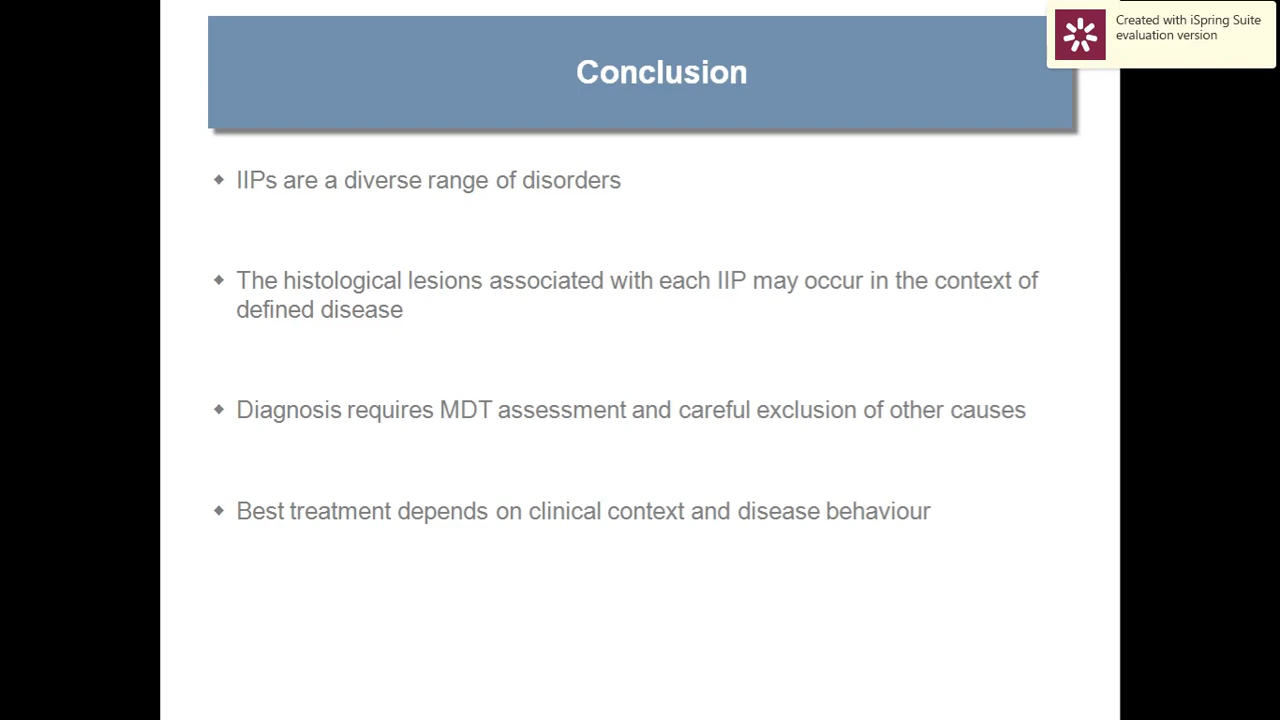 Created with iSpring Suite
evaluation version
Conclusion
IIPs are a diverse range of disorders
The histological lesions associated with each IIP may occur in the context of
defined disease
Diagnosis requires MDT assessment and careful exclusion of other causes
Best treatment depends on clinical context and disease behaviour